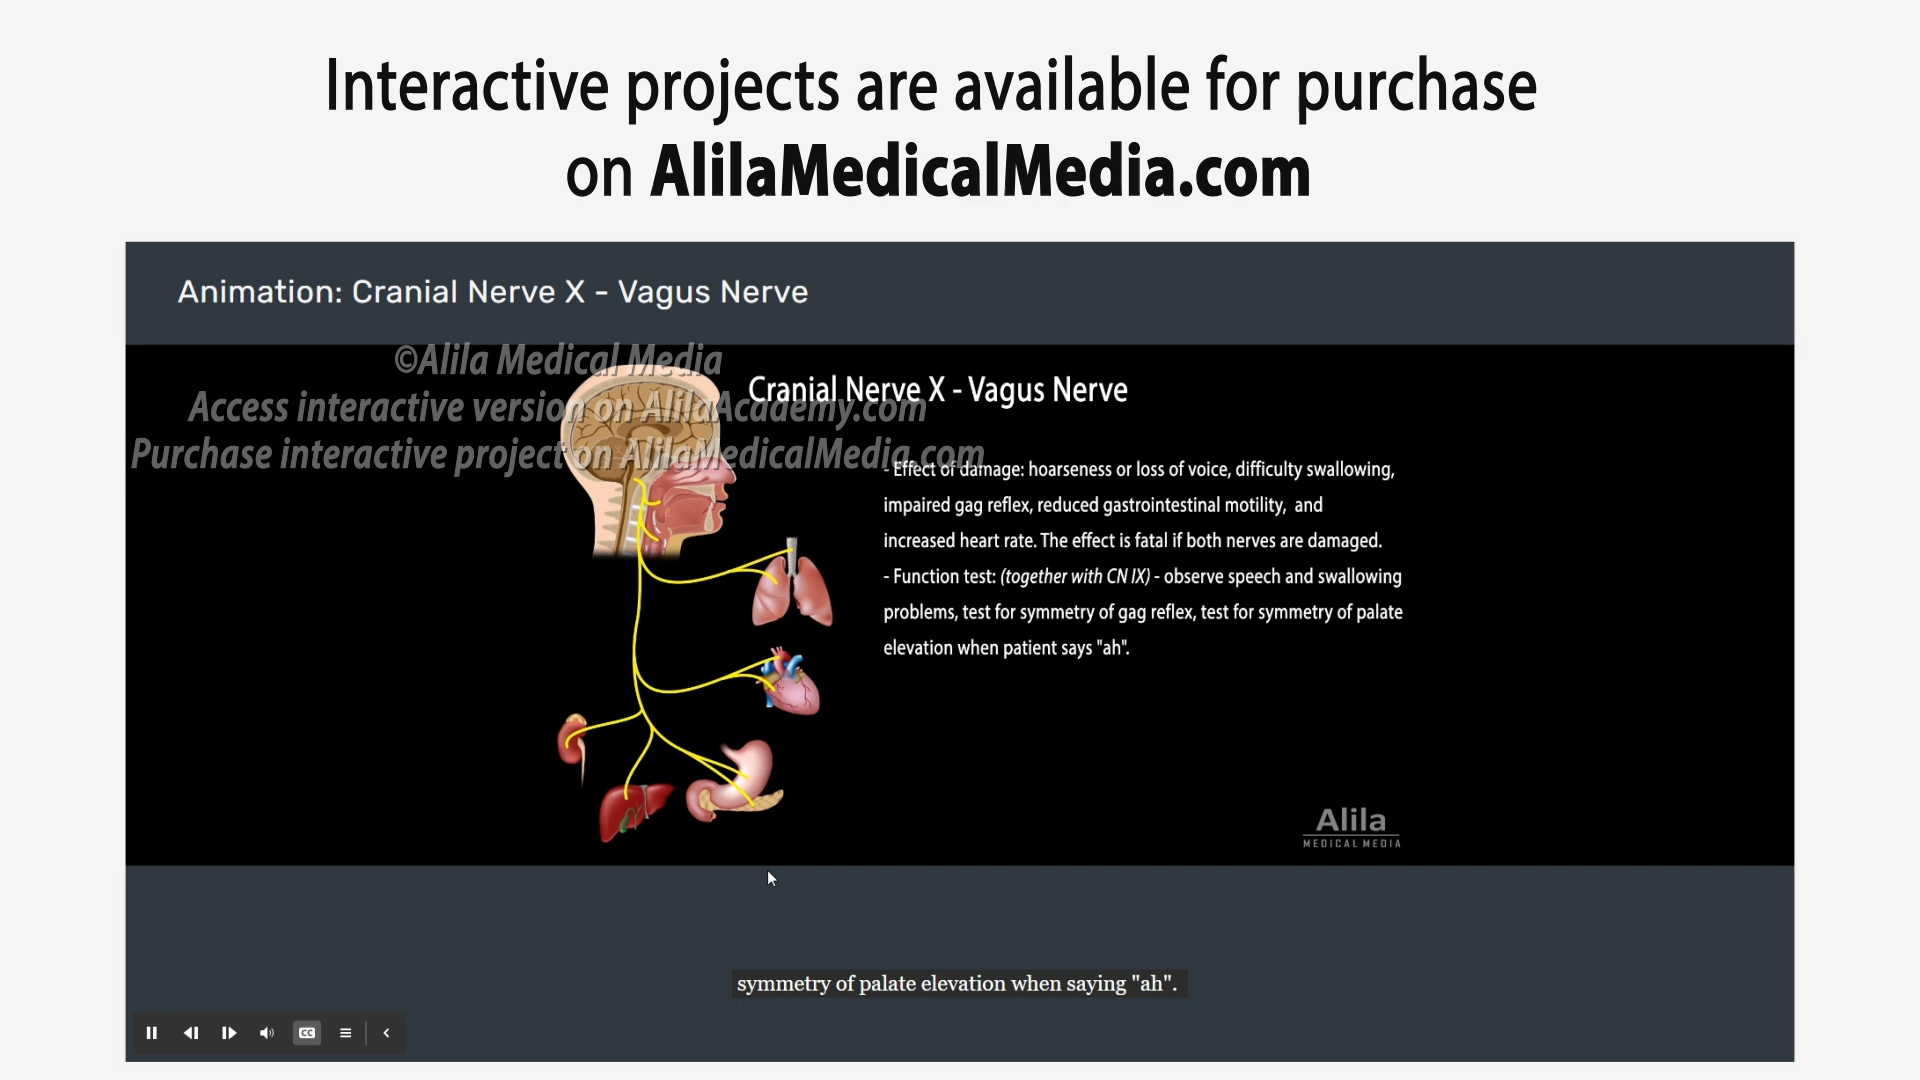 Interactive projects are available for purchase
on AlilaMedicalMedia.com
Animation: Cranial Nerve X - Vagus Nerve
©Alila Medical Media
Access interactive version on AlilaAcademy.com
Purchase interactive project on AlilaMedicalMedia.com
Cranial Nerve X - Vagus Nerve
- Effect of damage: hoarseness or loss of voice, difficulty swallowing,
impaired gag reflex, reduced gastrointestinal motility, and
increased heart rate. The effect is fatal if both nerves are damaged.
- Function test: (together with CN IX) - observe speech and swallowing
problems, test for symmetry of gag reflex, test for symmetry of palate
elevation when patient says "ah".
Alila
MEDICAL MEDIA
symmetry of palate elevation when saying "ah".
CC